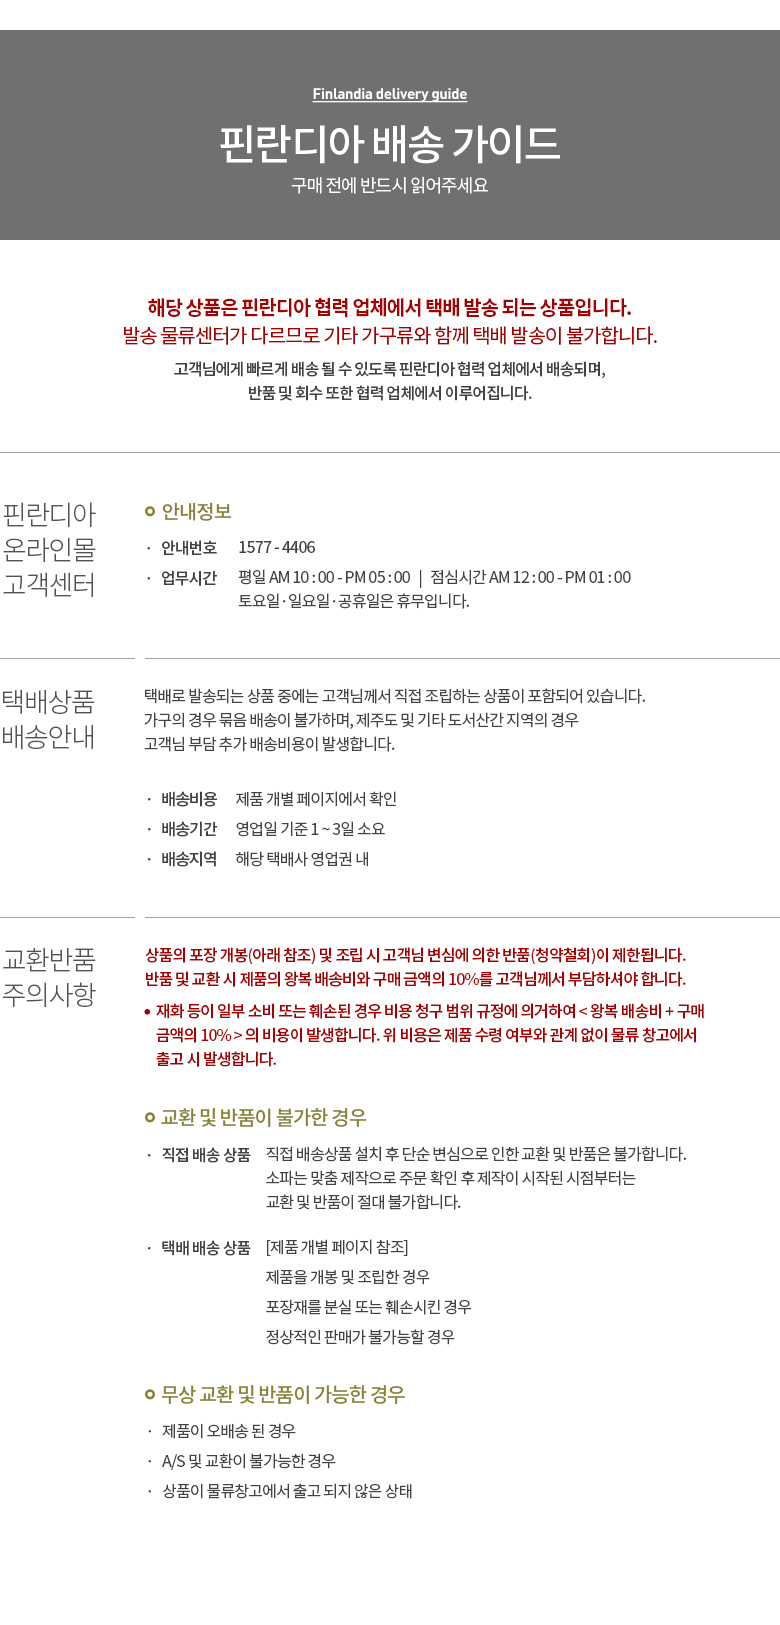 Finlandia delivery guide
핀란디아 배송 가이드
구매 전에 반드시 읽어주세요
해당 상품은 핀란디아 협력 업체에서 택배 발송 되는 상품입니다.
발송 물류센터가 다르므로 기타 가구류와 함께 택배 발송이 불가합니다.
고객님에게 빠르게 배송 될 수 있도록 핀란디아 협력 업체에서 배송되며,
반품 및 회수 또한 협력 업체에서 이루어집니다.
핀란디아
온라인몰
고객센터
안내정보
· 안내번호 1577 - 4406
· 업무시간 평일 AM 10 : 00 - PM 05 : 00 | 점심시간 AM 12 : 00 - PM 01 : 00
토요일 · 일요일 · 공휴일은 휴무입니다.
택배상품
배송안내
택배로 발송되는 상품 중에는 고객님께서 직접 조립하는 상품이 포함되어 있습니다.
가구의 경우 묶음 배송이 불가하며, 제주도 및 기타 도서산간 지역의 경우
고객님 부담 추가 배송비용이 발생합니다.
· 배송비용 제품 개별 페이지에서 확인
· 배송기간 영업일 기준 1 ~ 3일 소요
· 배송지역 해당 택배사 영업권 내
교환반품
주의사항
상품의 포장 개봉(아래 참조) 및 조립 시 고객님 변심에 의한 반품(청약철회)이 제한됩니다.
반품 및 교환 시 제품의 왕복 배송비와 구매 금액의 10%를 고객님께서 부담하셔야 합니다.
• 재화 등이 일부 소비 또는 훼손된 경우 비용 청구 범위 규정에 의거하여 < 왕복 배송비 + 구매
금액의 10% > 의 비용이 발생합니다. 위 비용은 제품 수령 여부와 관계 없이 물류 창고에서
출고 시 발생합니다.
교환 및 반품이 불가한 경우
· 직접 배송 상품 직접 배송상품 설치 후 단순 변심으로 인한 교환 및 반품은 불가합니다.
소파는 맞춤 제작으로 주문 확인 후 제작이 시작된 시점부터는
교환 및 반품이 절대 불가합니다.
· 택배 배송 상품 [제품 개별 페이지 참조]
제품을 개봉 및 조립한 경우
포장재를 분실 또는 훼손시킨 경우
정상적인 판매가 불가능할 경우
무상 교환 및 반품이 가능한 경우
· 제품이 오배송 된 경우
· A/S 및 교환이 불가능한 경우
· 상품이 물류창고에서 출고 되지 않은 상태